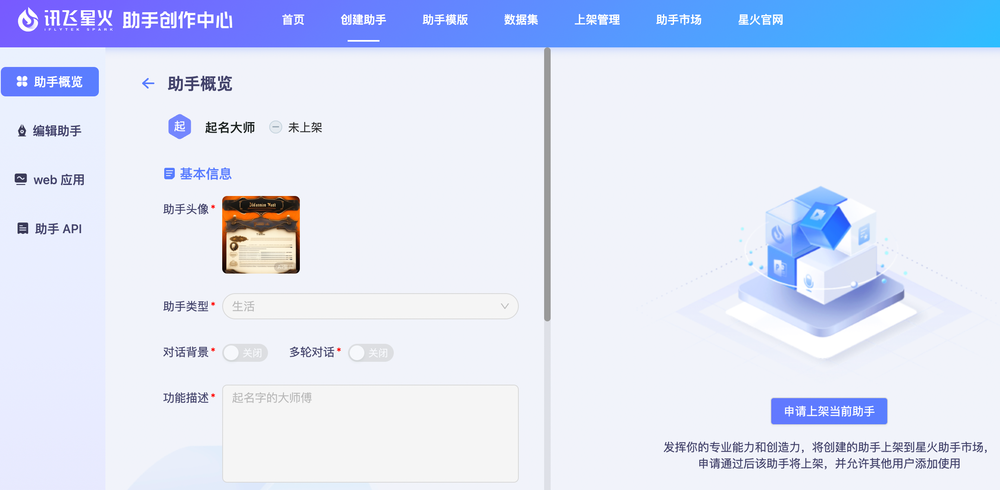 讯飞星火 助手创作中心
iFLYTEK SPARK
首页 创建助手 助手模版 数据集 上架管理 助手市场 星火官网
助手概览
编辑助手
web 应用
助手 API
助手概览
起 起名大师 未上架
基本信息
助手头像*
AI生成
助手类型* 生活
对话背景* 关闭 多轮对话* 关闭
功能描述* 起名字的大师傅
申请上架当前助手
发挥你的专业能力和创造力，将创建的助手上架到星火助手市场，
申请通过后该助手将上架，并允许其他用户添加使用